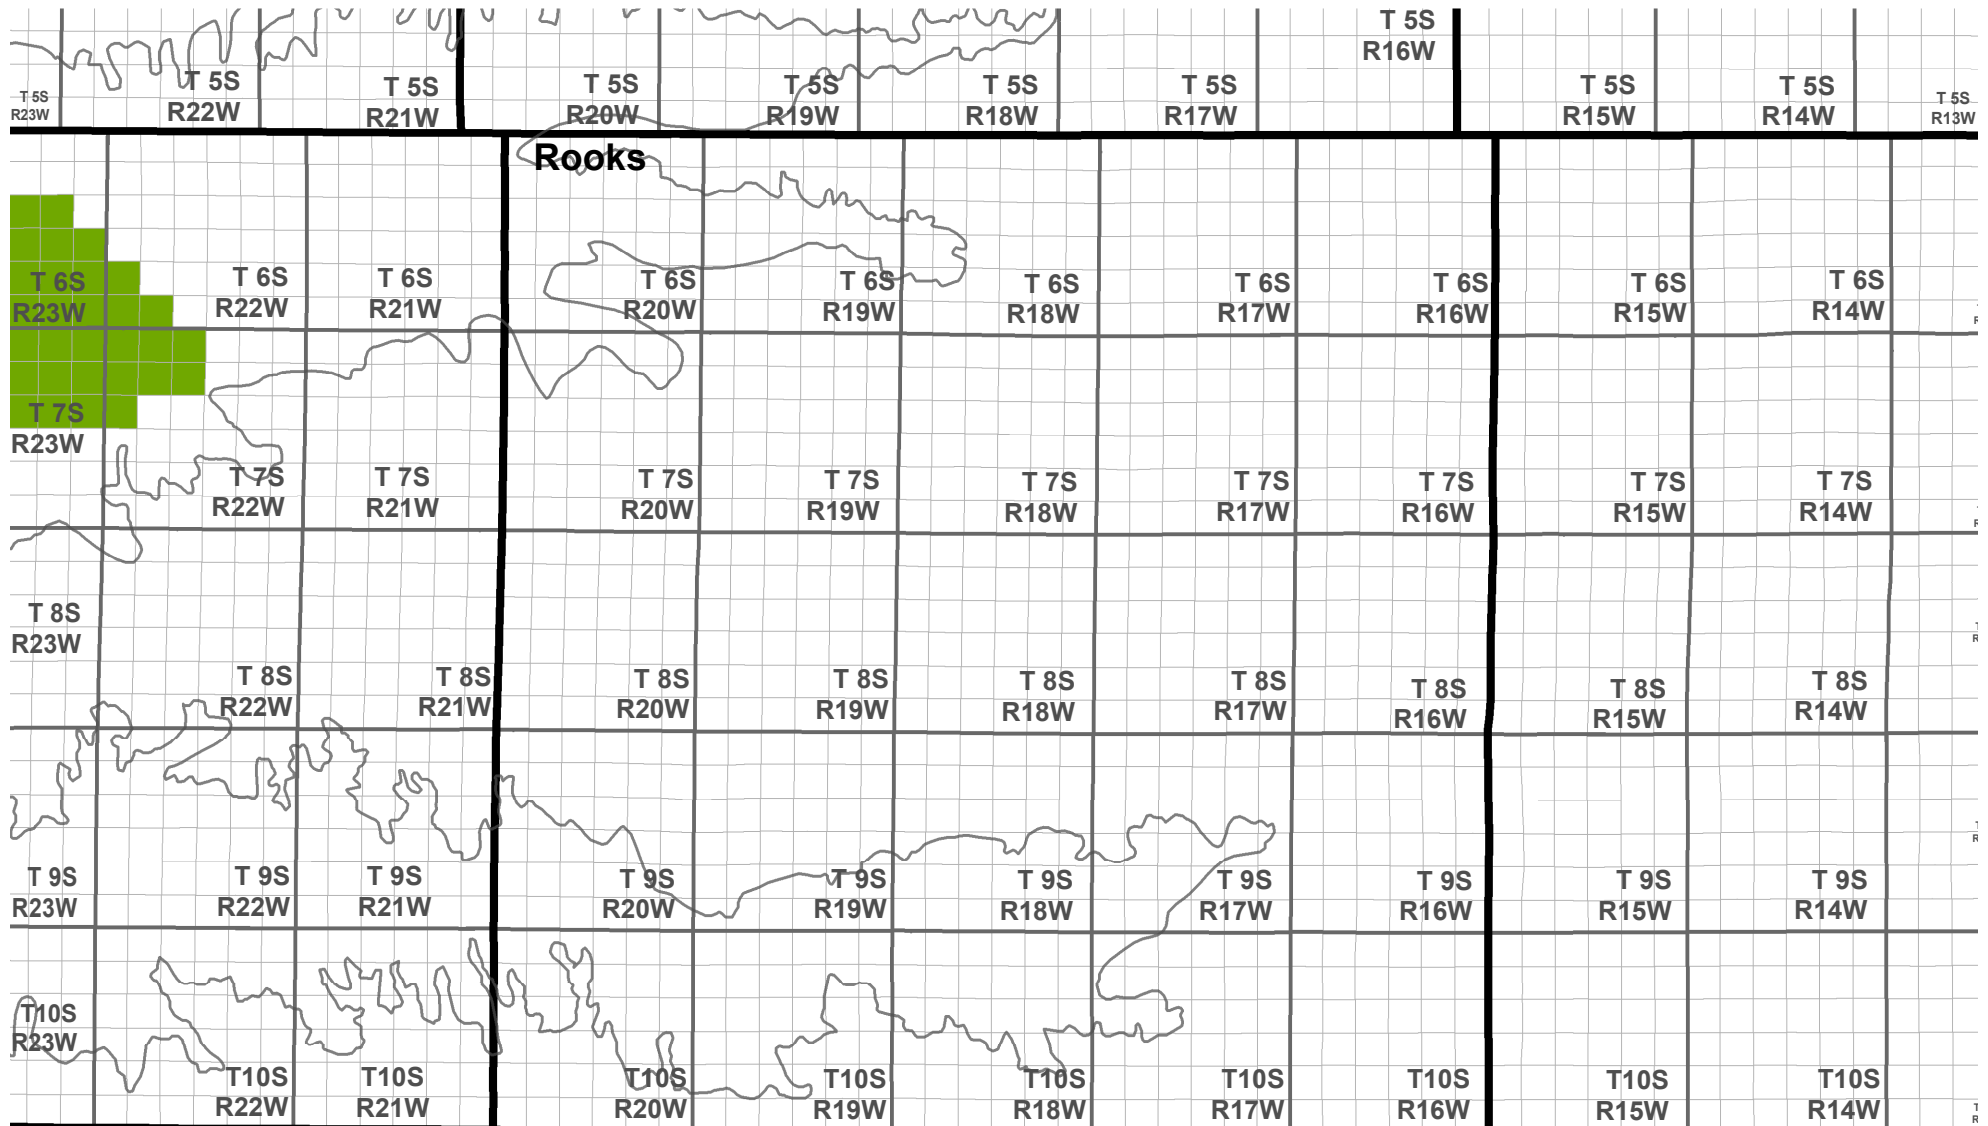 T 5S
R16W
T 5S
R23W
T 5S
R22W
T 5S
R21W
T 5S
R20W
T 5S
R19W
T 5S
R18W
T 5S
R17W
T 5S
R15W
T 5S
R14W
T 5S
R13W
Rooks
T 6S
R23W
T 6S
R22W
T 6S
R21W
T 6S
R20W
T 6S
R19W
T 6S
R18W
T 6S
R17W
T 6S
R16W
T 6S
R15W
T 6S
R14W
T 7S
R23W
T 7S
R22W
T 7S
R21W
T 7S
R20W
T 7S
R19W
T 7S
R18W
T 7S
R17W
T 7S
R16W
T 7S
R15W
T 7S
R14W
T 8S
R23W
T 8S
R22W
T 8S
R21W
T 8S
R20W
T 8S
R19W
T 8S
R18W
T 8S
R17W
T 8S
R16W
T 8S
R15W
T 8S
R14W
T 9S
R23W
T 9S
R22W
T 9S
R21W
T 9S
R20W
T 9S
R19W
T 9S
R18W
T 9S
R17W
T 9S
R16W
T 9S
R15W
T 9S
R14W
T10S
R23W
T10S
R22W
T10S
R21W
T10S
R20W
T10S
R19W
T10S
R18W
T10S
R17W
T10S
R16W
T10S
R15W
T10S
R14W